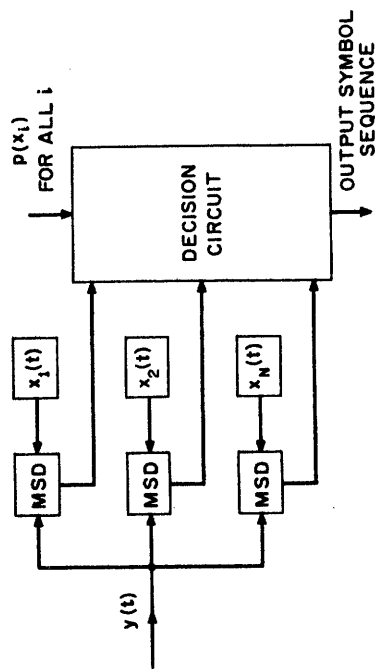 P(x_i)
FOR ALL i
x_1(t)
MSD
x_2(t)
MSD
DECISION
CIRCUIT
y(t)
x_N(t)
MSD
OUTPUT SYMBOL
SEQUENCE